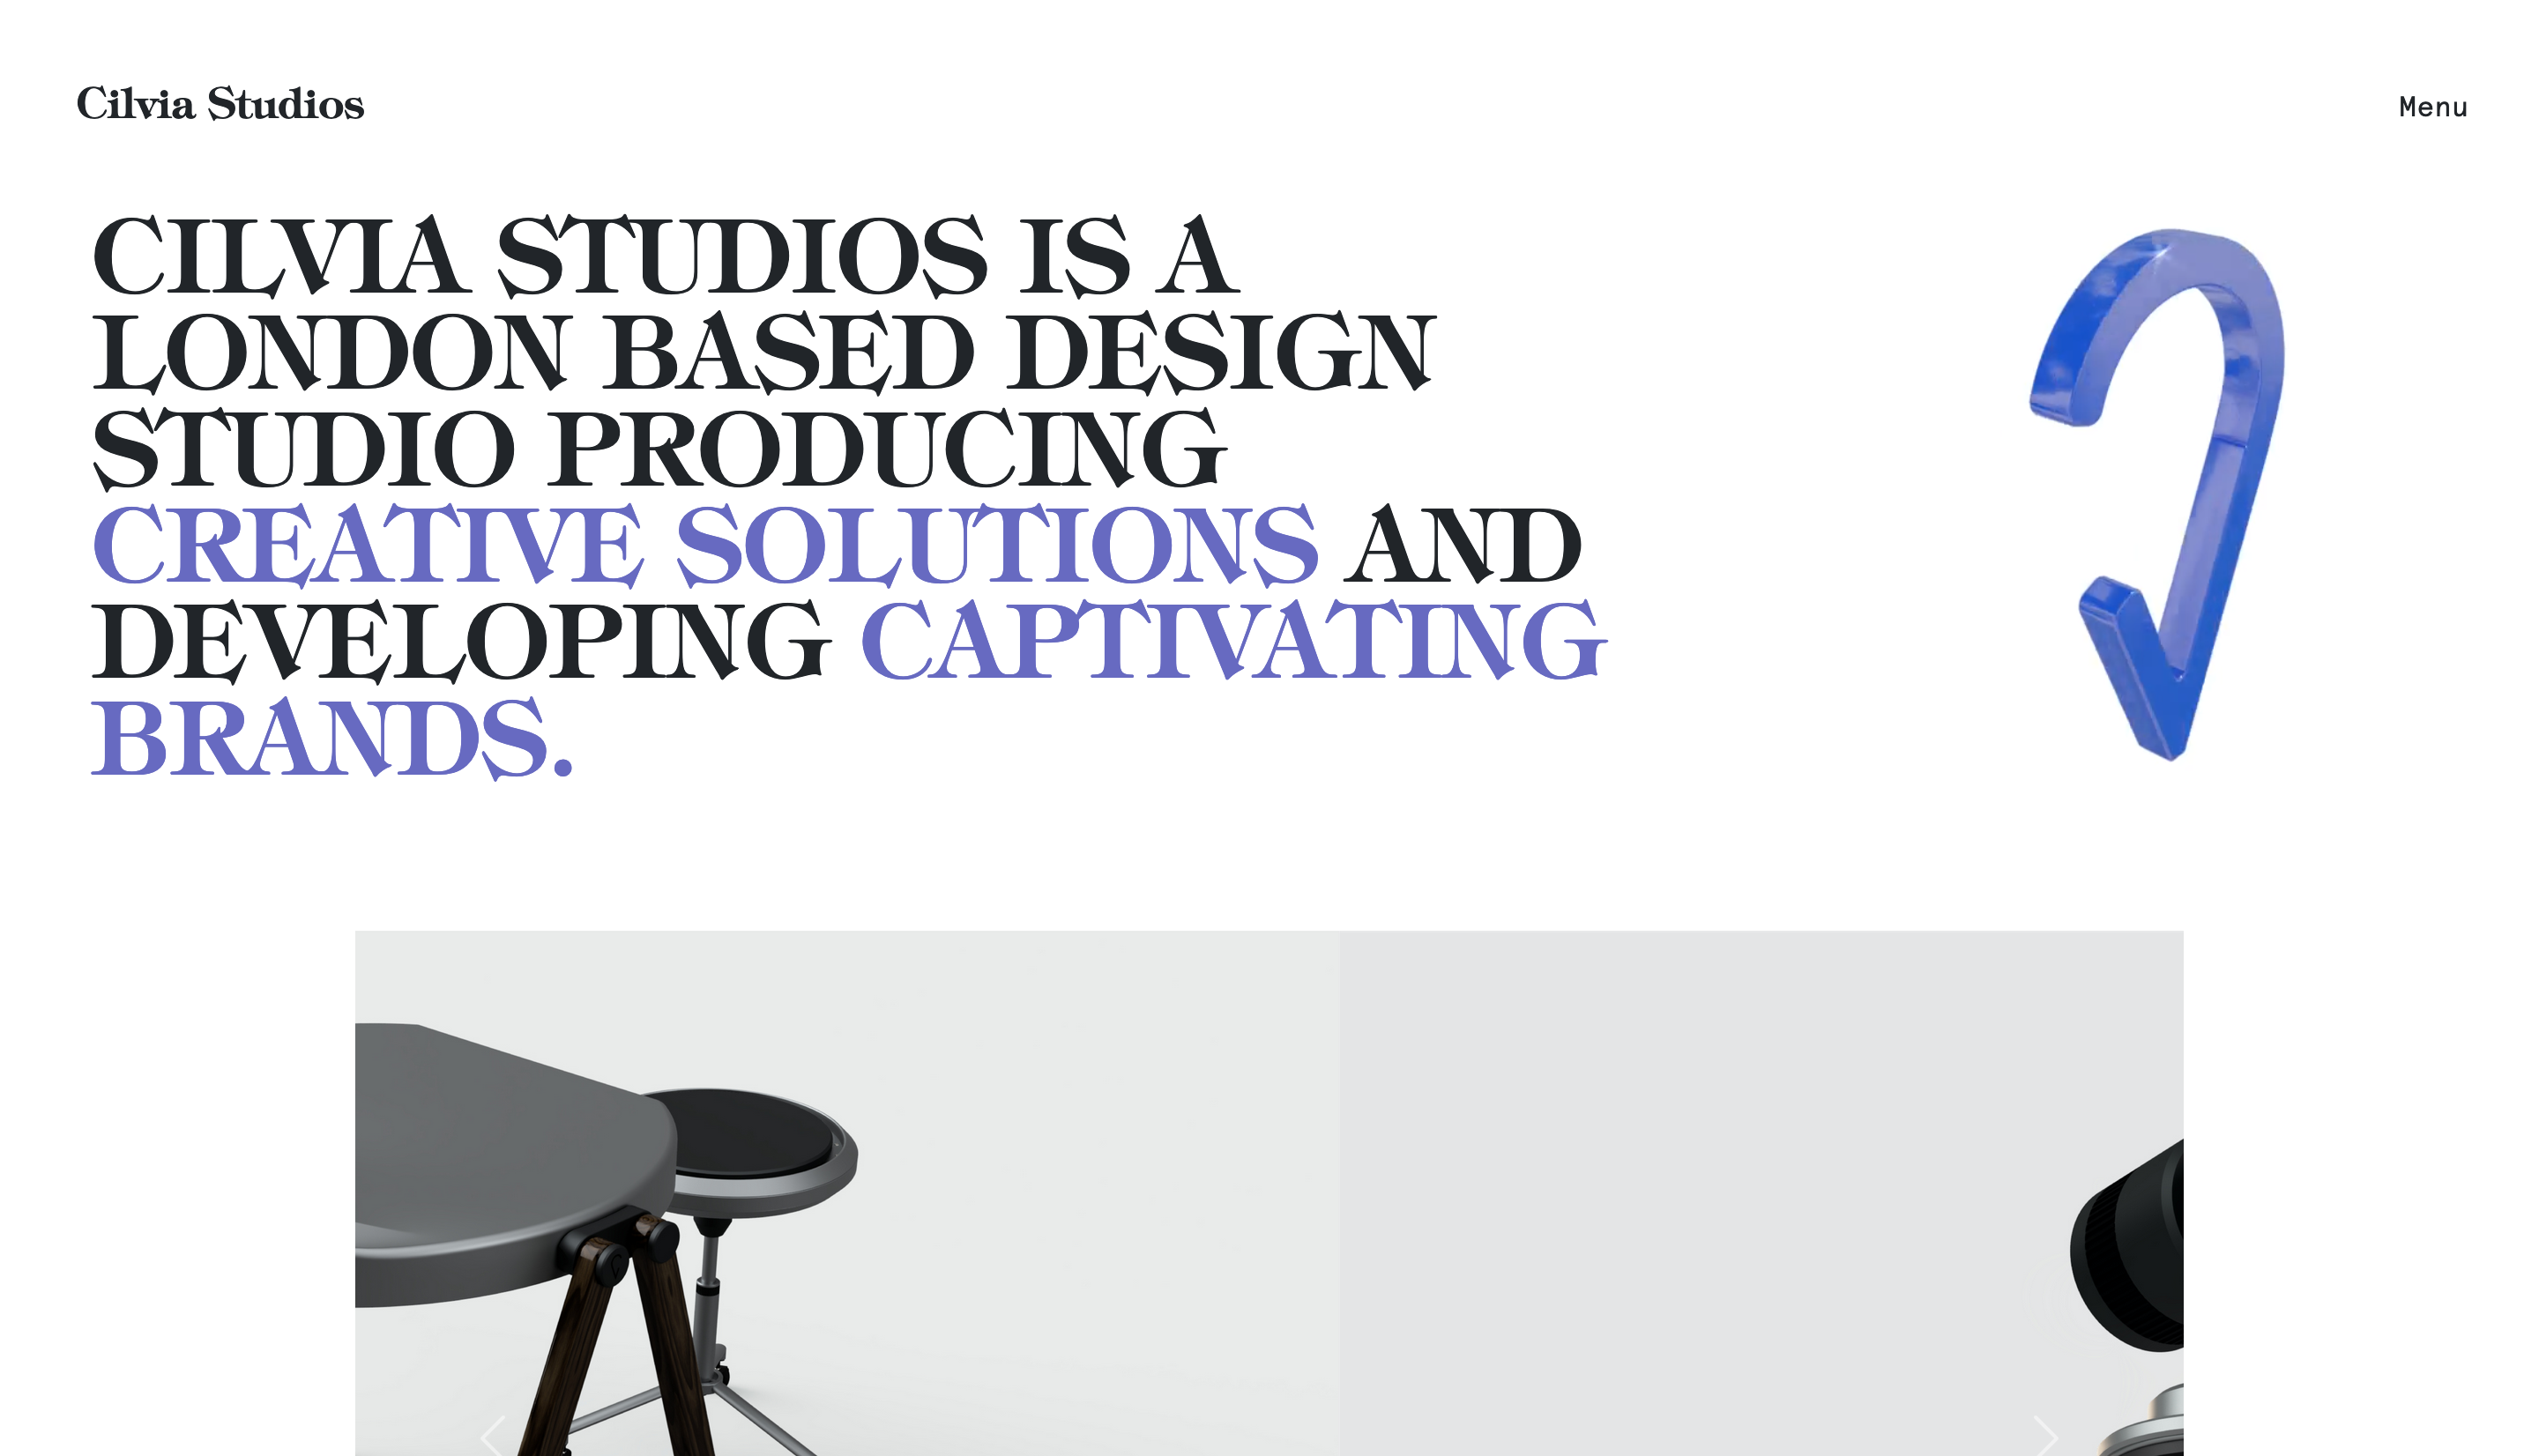 Cilvia Studios
Menu
CILVIA STUDIOS IS A
LONDON BASED DESIGN
STUDIO PRODUCING
CREATIVE SOLUTIONS AND
DEVELOPING CAPTIVATING
BRANDS.